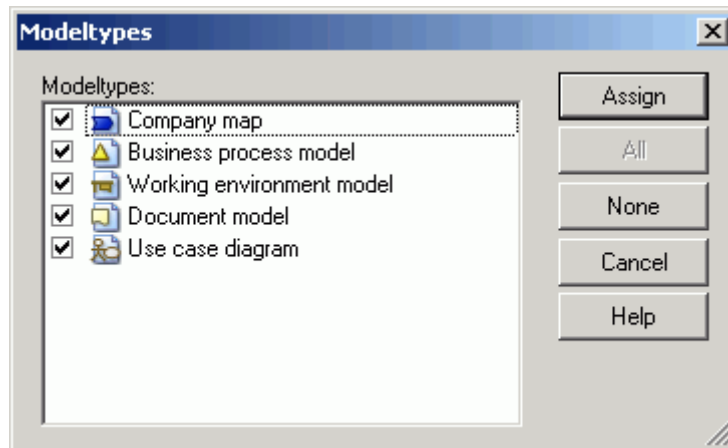 Modeltypes
Modeltypes:
Company map
Business process model
Working environment model
Document model
Use case diagram
Assign
All
None
Cancel
Help